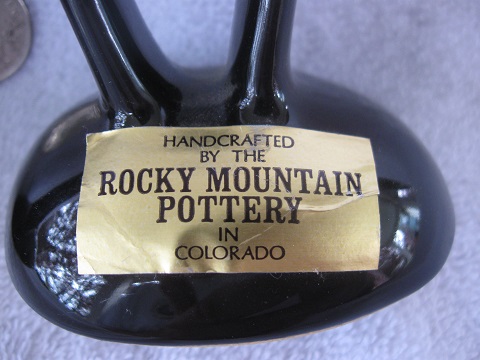 HANDCRAFTED
BY THE
ROCKY MOUNTAIN
POTTERY
IN
COLORADO